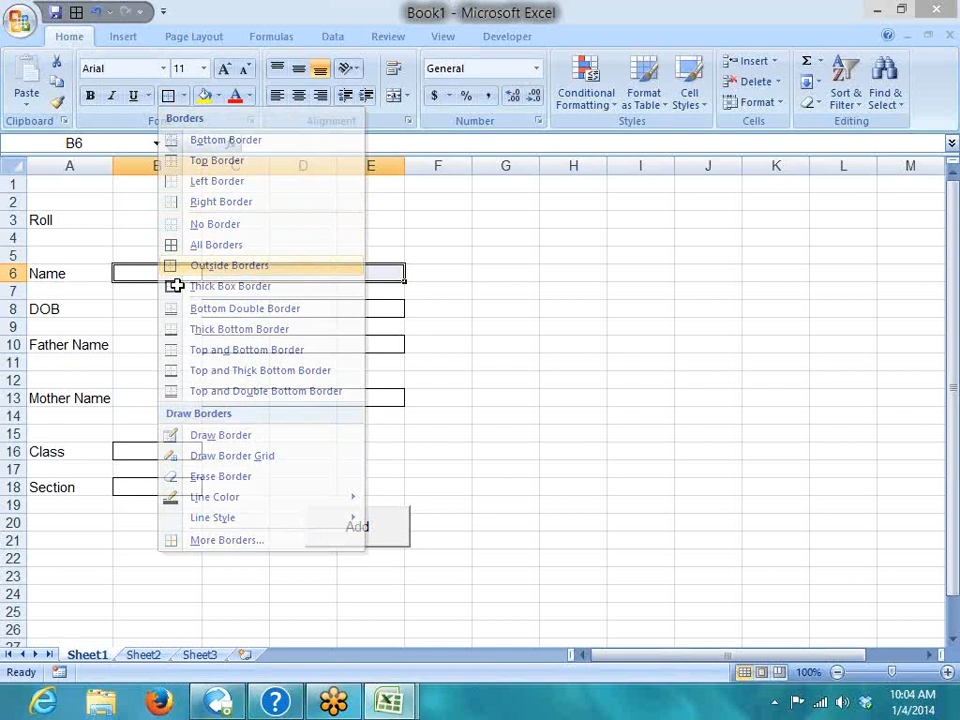 Book1 - Microsoft Excel
Home Insert Page Layout Formulas Data Review View Developer
Paste
Arial 11
B I U
General
$ % ,
Conditional Formatting
Format as Table
Cell Styles
Insert
Delete
Format
Σ
Sort & Filter
Find & Select
Clipboard Alignment Number Styles Cells Editing
B6
A B C D E F G H I J K L M
1
2
3 Roll
4
5
6 Name
7
8 DOB
9
10 Father Name
11
12
13 Mother Name
14
15
16 Class
17
18 Section
19
20
21
22
23
24
25
26
27
Add
Borders
Bottom Border
Top Border
Left Border
Right Border
No Border
All Borders
Outside Borders
Thick Box Border
Bottom Double Border
Thick Bottom Border
Top and Bottom Border
Top and Thick Bottom Border
Top and Double Bottom Border
Draw Borders
Draw Border
Draw Border Grid
Erase Border
Line Color
Line Style
More Borders...
Sheet1 Sheet2 Sheet3
Ready
100%
10:04 AM
1/4/2014